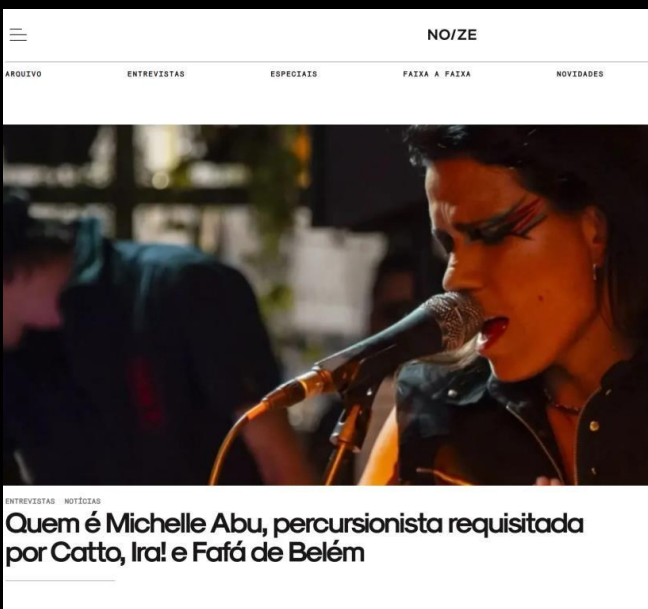 NO/ZE
ARQUIVO ENTREVISTAS ESPECIAIS FAIXA A FAIXA NOVIDADES
ENTREVISTAS NOTÍCIAS
Quem é Michelle Abu, percursionista requisitada
por Catto, Ira! e Fafá de Belém